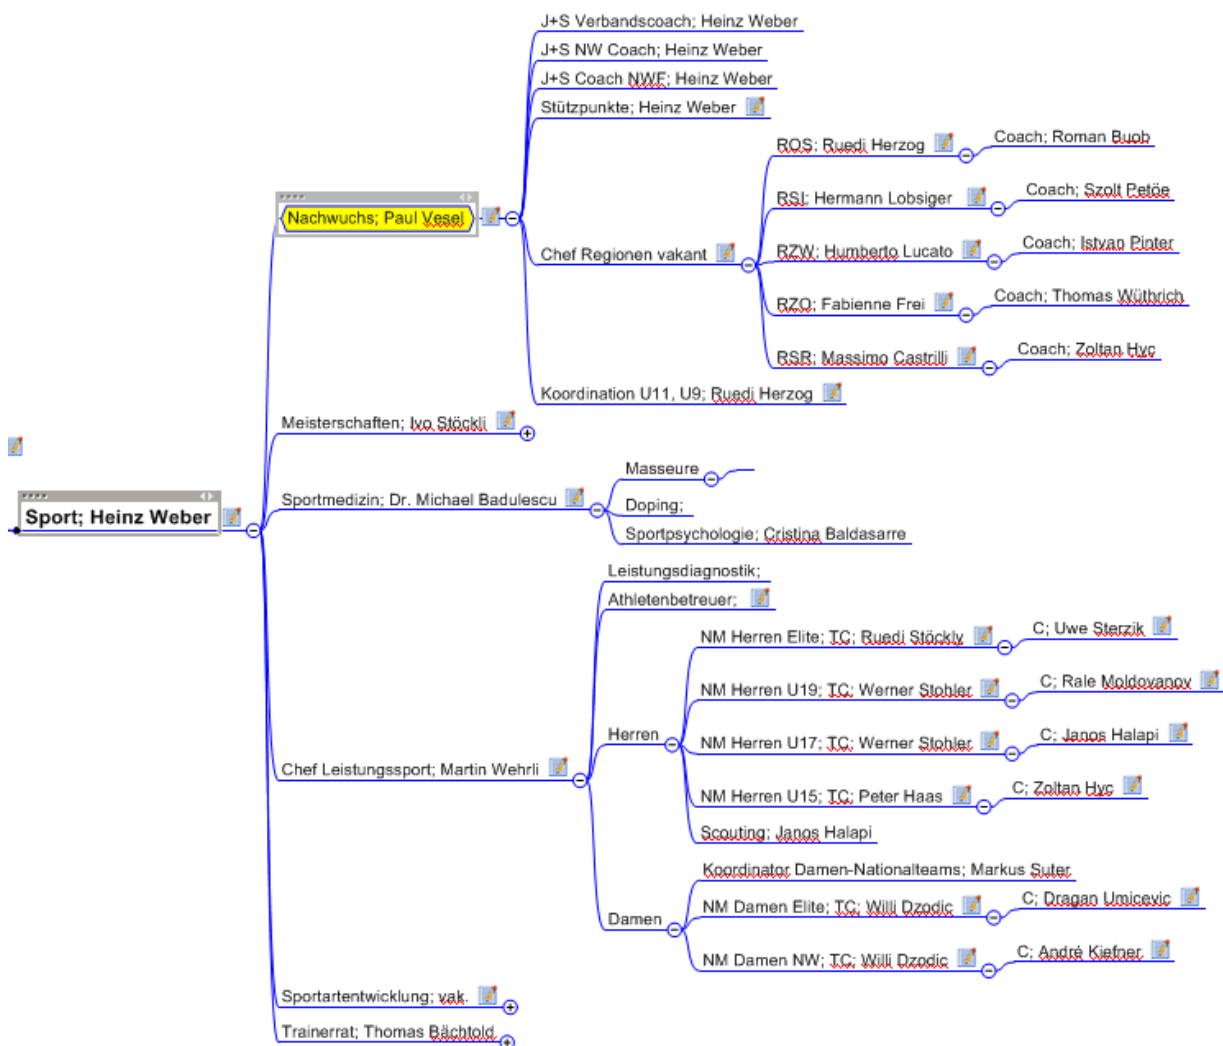 J+S Verbandscoach; Heinz Weber
J+S NW Coach; Heinz Weber
J+S Coach NWF; Heinz Weber
Stützpunkte; Heinz Weber
ROS; Ruedi Herzog
Coach; Roman Buob
RSI; Hermann Lobsiger
Coach; Szolt Petöe
Nachwuchs; Paul Vesel
Chef Regionen vakant
RZW; Humberto Lucato
Coach; Istvan Pinter
RZO; Fabienne Frei
Coach; Thomas Wüthrich
RSR; Massimo Castrilli
Coach; Zoltan Hyc
Koordination U11, U9; Ruedi Herzog
Meisterschaften; Ivo Stöckli
Sport; Heinz Weber
Sportmedizin; Dr. Michael Badulescu
Masseure
Doping;
Sportpsychologie; Cristina Baldasarre
Leistungsdiagnostik;
Athletenbetreuer;
Chef Leistungssport; Martin Wehrli
Herren
NM Herren Elite; TC; Ruedi Stöckly
C; Uwe Sterzik
NM Herren U19; TC; Werner Stohler
C; Rale Moldovanov
NM Herren U17; TC; Werner Stohler
C; Janos Halapi
NM Herren U15; TC; Peter Haas
C; Zoltan Hyc
Scouting; Janos Halapi
Damen
Koordinator Damen-Nationalteams; Markus Suter
NM Damen Elite; TC; Willi Dzodic
C; Dragan Umicevic
NM Damen NW; TC; Willi Dzodic
C; André Kiefner
Sportartentwicklung; vak.
Trainerrat; Thomas Bächtold